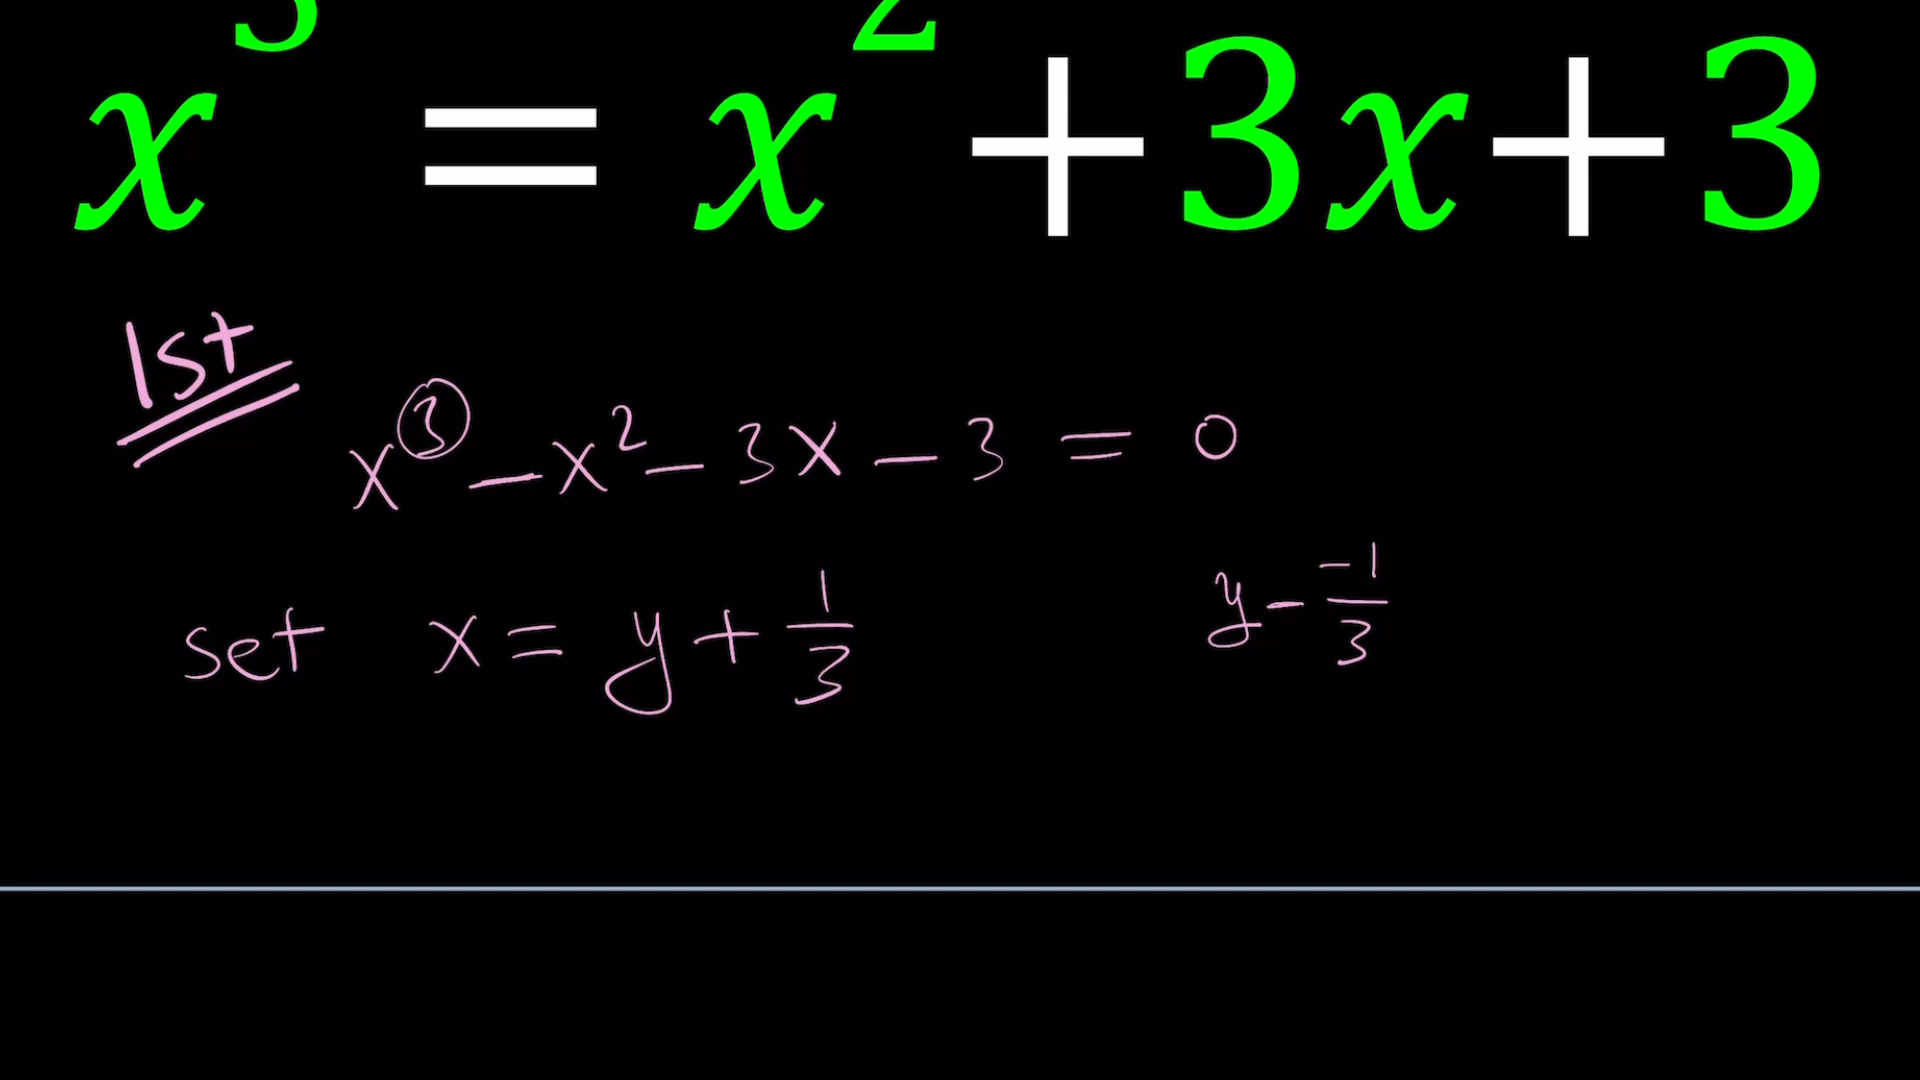 x³ = x² + 3x + 3
1st
x³ - x² - 3x - 3 = 0
set x = y + 1/3
y - -1/3